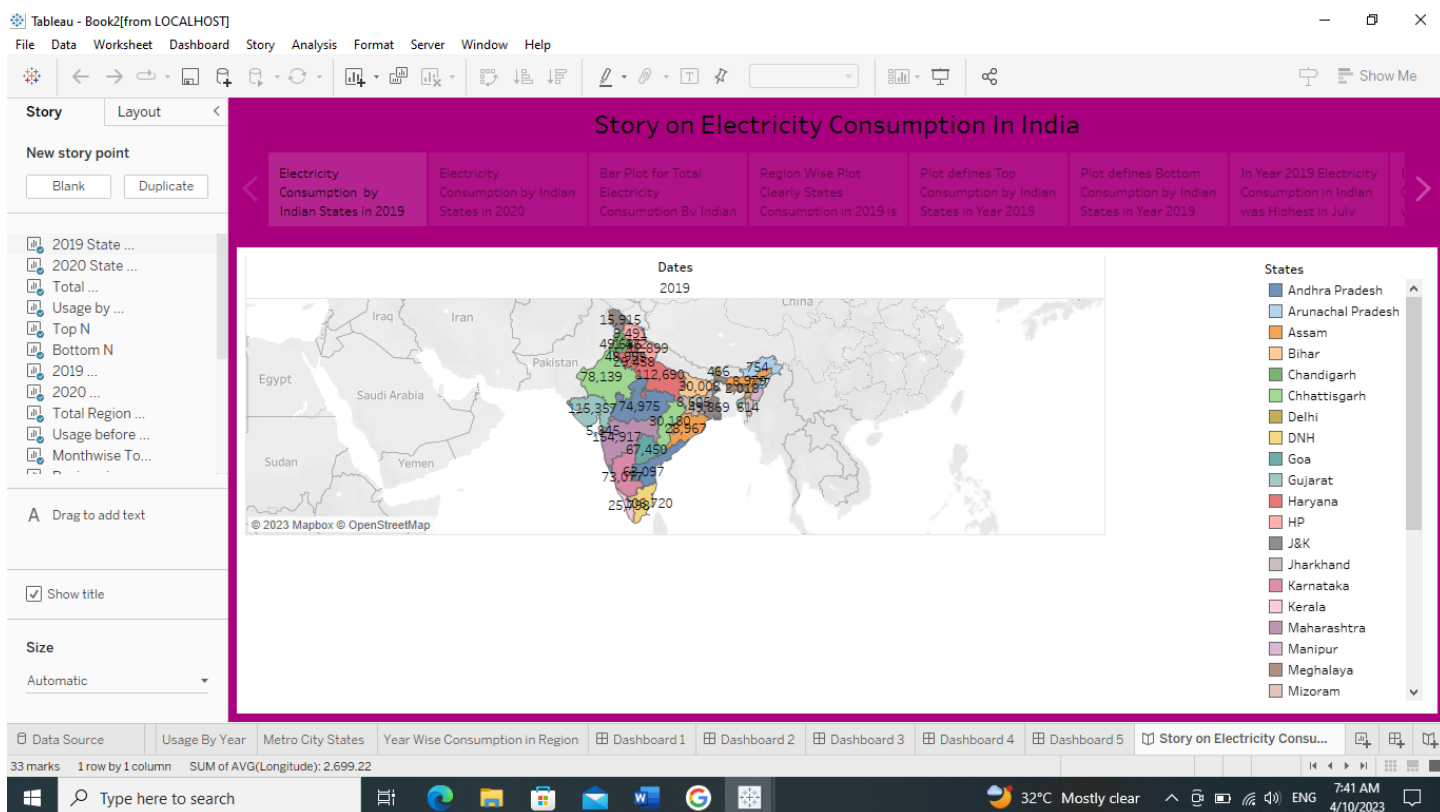 Tableau - Book2[from LOCALHOST]
File Data Worksheet Dashboard Story Analysis Format Server Window Help
Show Me
Story Layout
New story point
Blank Duplicate
2019 State ...
2020 State ...
Total ...
Usage by ...
Top N
Bottom N
2019 ...
2020 ...
Total Region ...
Usage before ...
Monthwise To...
A Drag to add text
Show title
Size
Automatic
Story on Electricity Consumption In India
Electricity
Consumption by
Indian States in 2019
Electricity
Consumption by Indian
States in 2020
Bar Plot for Total
Electricity
Consumption By Indian
Region Wise Plot
Clearly States
Consumption in 2019 is
Plot defines Top
Consumption by Indian
States in Year 2019
Plot defines Bottom
Consumption by Indian
States in Year 2019
In Year 2019 Electricity
Consumption in Indian
was Highest in July
Dates
2019
China
Iraq
Iran
Pakistan
Egypt
Saudi Arabia
Sudan
Yemen
15,915
78,139
112,690
466
754
115,357
74,975
614
30,180
28,967
67,450
© 2023 Mapbox © OpenStreetMap
States
Andhra Pradesh
Arunachal Pradesh
Assam
Bihar
Chandigarh
Chhattisgarh
Delhi
DNH
Goa
Gujarat
Haryana
HP
J&K
Jharkhand
Karnataka
Kerala
Maharashtra
Manipur
Meghalaya
Mizoram
Data Source Usage By Year Metro City States Year Wise Consumption in Region Dashboard 1 Dashboard 2 Dashboard 3 Dashboard 4 Dashboard 5 Story on Electricity Consu...
33 marks 1 row by 1 column SUM of AVG(Longitude): 2,699.22
Type here to search
32°C Mostly clear
ENG
7:41 AM
4/10/2023